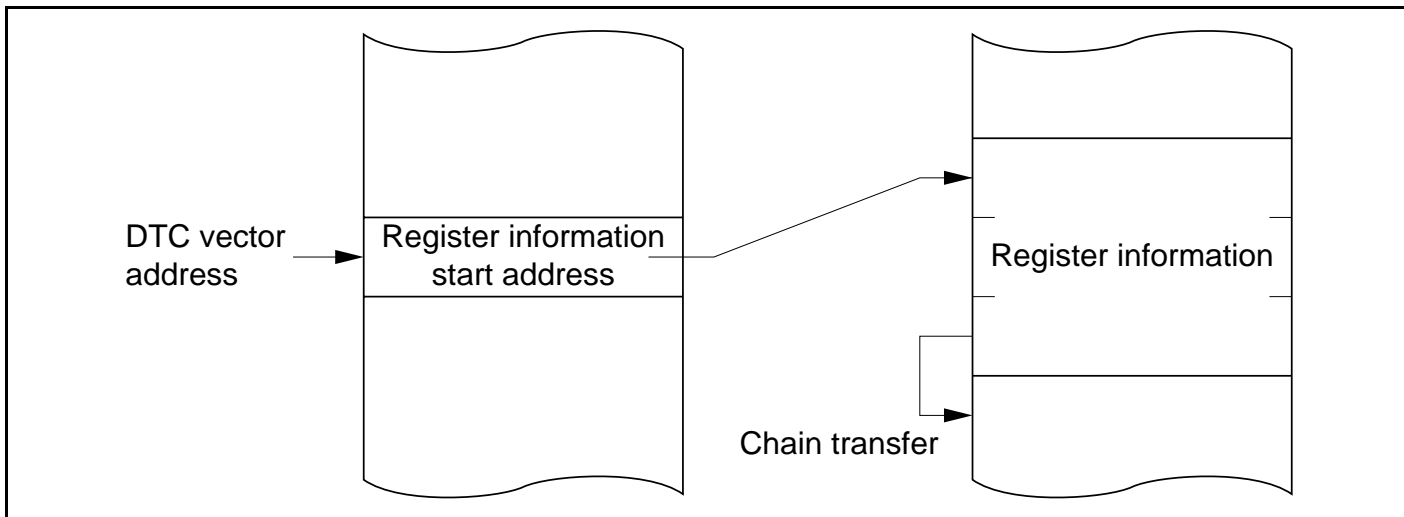 DTC vector
address
Register information
start address
Register information
Chain transfer